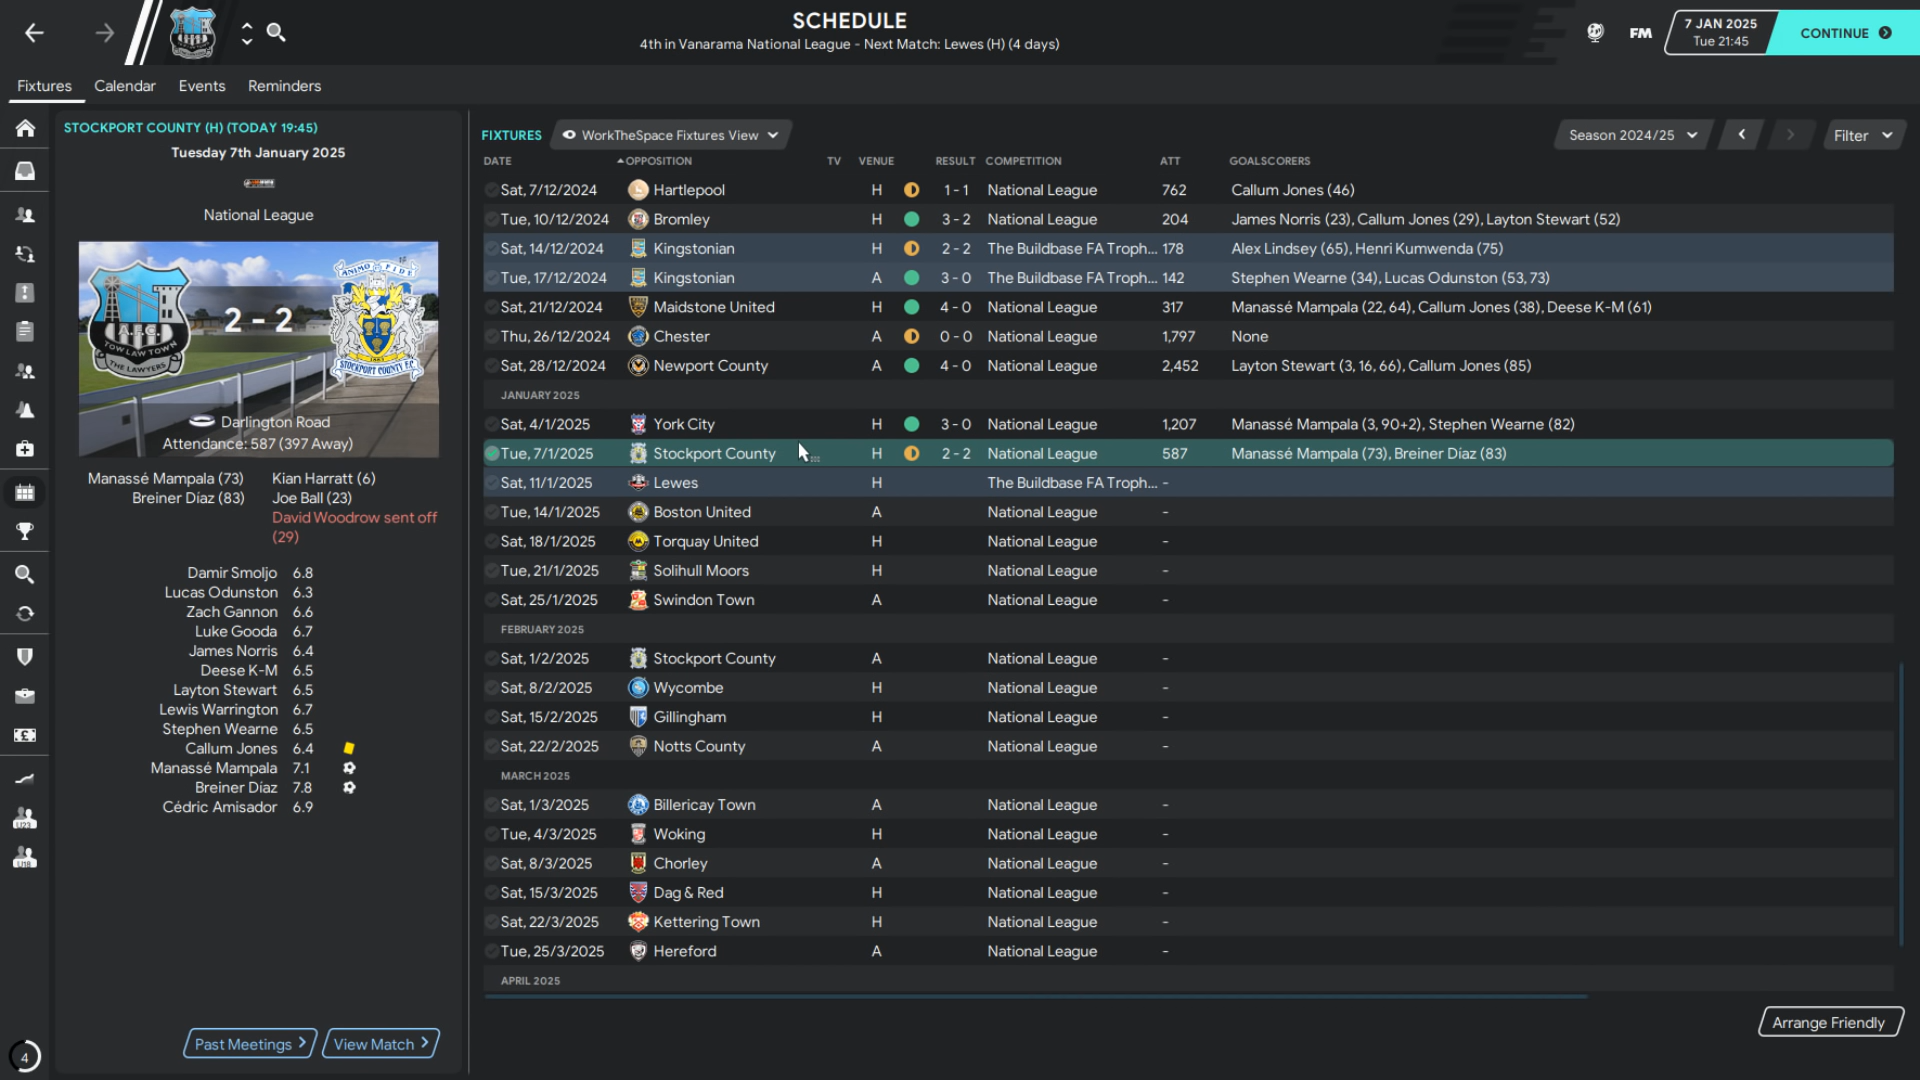 SCHEDULE
4th in Vanarama National League - Next Match: Lewes (H) (4 days)
FM
7 JAN 2025
Tue 21:45
CONTINUE
Fixtures Calendar Events Reminders
STOCKPORT COUNTY (H) (TODAY 19:45)
Tuesday 7th January 2025
National League
A.F.C.
TOW LAW TOWN
THE LAWYERS
2 - 2
ANIMO ET FIDE
STOCKPORT COUNTY F.C.
Darlington Road
Attendance: 587 (397 Away)
Manassé Mampala (73) Kian Harratt (6)
Breiner Díaz (83) Joe Ball (23)
David Woodrow sent off
(29)
Damir Smoljo 6.8
Lucas Odunston 6.3
Zach Gannon 6.6
Luke Gooda 6.7
James Norris 6.4
Deese K-M 6.5
Layton Stewart 6.5
Lewis Warrington 6.7
Stephen Wearne 6.5
Callum Jones 6.4
Manassé Mampala 7.1
Breiner Díaz 7.8
Cédric Amisador 6.9
Past Meetings View Match
U23
U18
4
FIXTURES WorkTheSpace Fixtures View Season 2024/25 Filter
DATE OPPOSITION TV VENUE RESULT COMPETITION ATT GOALSCORERS
Sat, 7/12/2024 Hartlepool H 1 - 1 National League 762 Callum Jones (46)
Tue, 10/12/2024 Bromley H 3 - 2 National League 204 James Norris (23), Callum Jones (29), Layton Stewart (52)
Sat, 14/12/2024 Kingstonian H 2 - 2 The Buildbase FA Troph... 178 Alex Lindsey (65), Henri Kumwenda (75)
Tue, 17/12/2024 Kingstonian A 3 - 0 The Buildbase FA Troph... 142 Stephen Wearne (34), Lucas Odunston (53, 73)
Sat, 21/12/2024 Maidstone United H 4 - 0 National League 317 Manassé Mampala (22, 64), Callum Jones (38), Deese K-M (61)
Thu, 26/12/2024 Chester A 0 - 0 National League 1,797 None
Sat, 28/12/2024 Newport County A 4 - 0 National League 2,452 Layton Stewart (3, 16, 66), Callum Jones (85)
JANUARY 2025
Sat, 4/1/2025 York City H 3 - 0 National League 1,207 Manassé Mampala (3, 90+2), Stephen Wearne (82)
Tue, 7/1/2025 Stockport County H 2 - 2 National League 587 Manassé Mampala (73), Breiner Díaz (83)
Sat, 11/1/2025 Lewes H The Buildbase FA Troph... -
Tue, 14/1/2025 Boston United A National League -
Sat, 18/1/2025 Torquay United H National League -
Tue, 21/1/2025 Solihull Moors H National League -
Sat, 25/1/2025 Swindon Town A National League -
FEBRUARY 2025
Sat, 1/2/2025 Stockport County A National League -
Sat, 8/2/2025 Wycombe H National League -
Sat, 15/2/2025 Gillingham H National League -
Sat, 22/2/2025 Notts County A National League -
MARCH 2025
Sat, 1/3/2025 Billericay Town A National League -
Tue, 4/3/2025 Woking H National League -
Sat, 8/3/2025 Chorley A National League -
Sat, 15/3/2025 Dag & Red H National League -
Sat, 22/3/2025 Kettering Town H National League -
Tue, 25/3/2025 Hereford A National League -
APRIL 2025
Arrange Friendly